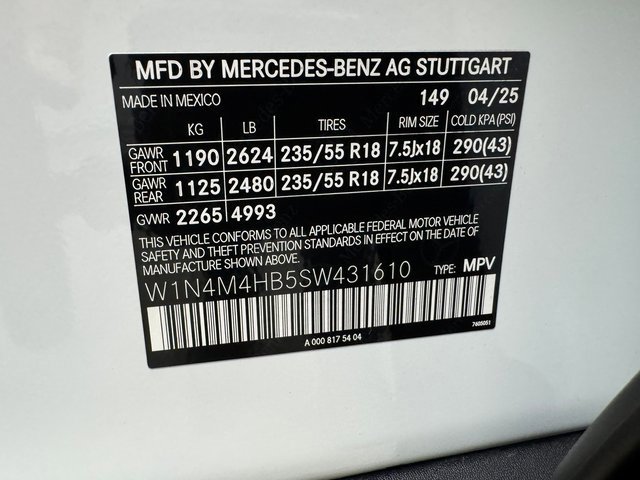 MFD BY MERCEDES-BENZ AG STUTTGART
MADE IN MEXICO 149 04/25
KG LB TIRES RIM SIZE COLD KPA(PSI)
GAWR FRONT 1190 2624 235/55 R18 7.5Jx18 290(43)
GAWR REAR 1125 2480 235/55 R18 7.5Jx18 290(43)
GVWR 2265 4993
THIS VEHICLE CONFORMS TO ALL APPLICABLE FEDERAL MOTOR VEHICLE
SAFETY AND THEFT PREVENTION STANDARDS IN EFFECT ON THE DATE OF
MANUFACTURE SHOWN ABOVE.
W1N4M4HB5SW431610 TYPE: MPV
A 000 817 54 04 7405051